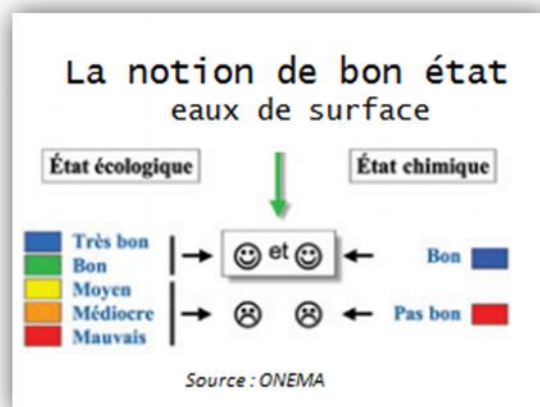 La notion de bon état
eaux de surface
État écologique
État chimique
Très bon
Bon
Moyen
Médiocre
Mauvais
et
Bon
Pas bon
Source : ONEMA